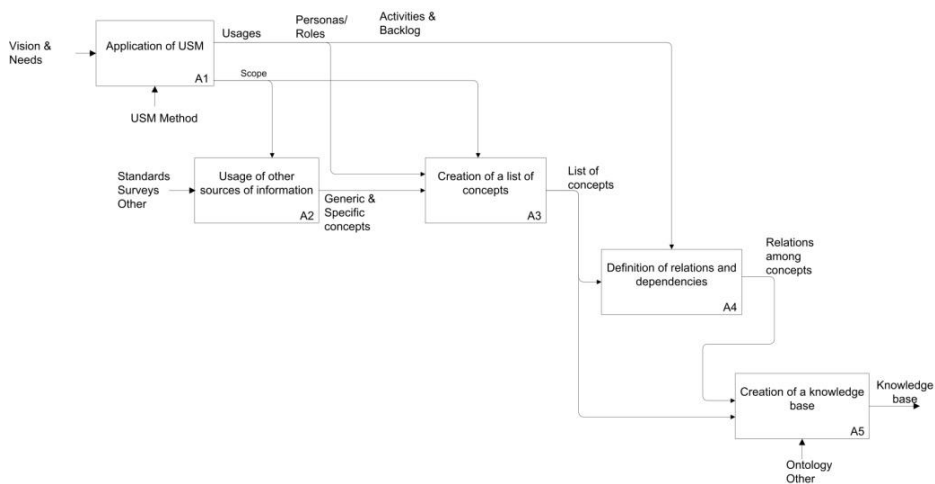 Vision &
Needs
Application of USM
A1
USM Method
Usages
Personas/
Roles
Activities &
Backlog
Scope
Standards
Surveys
Other
Usage of other
sources of information
A2
Generic &
Specific
concepts
Creation of a list of
concepts
A3
List of
concepts
Definition of relations and
dependencies
A4
Relations
among
concepts
Creation of a knowledge
base
A5
Knowledge
base
Ontology
Other